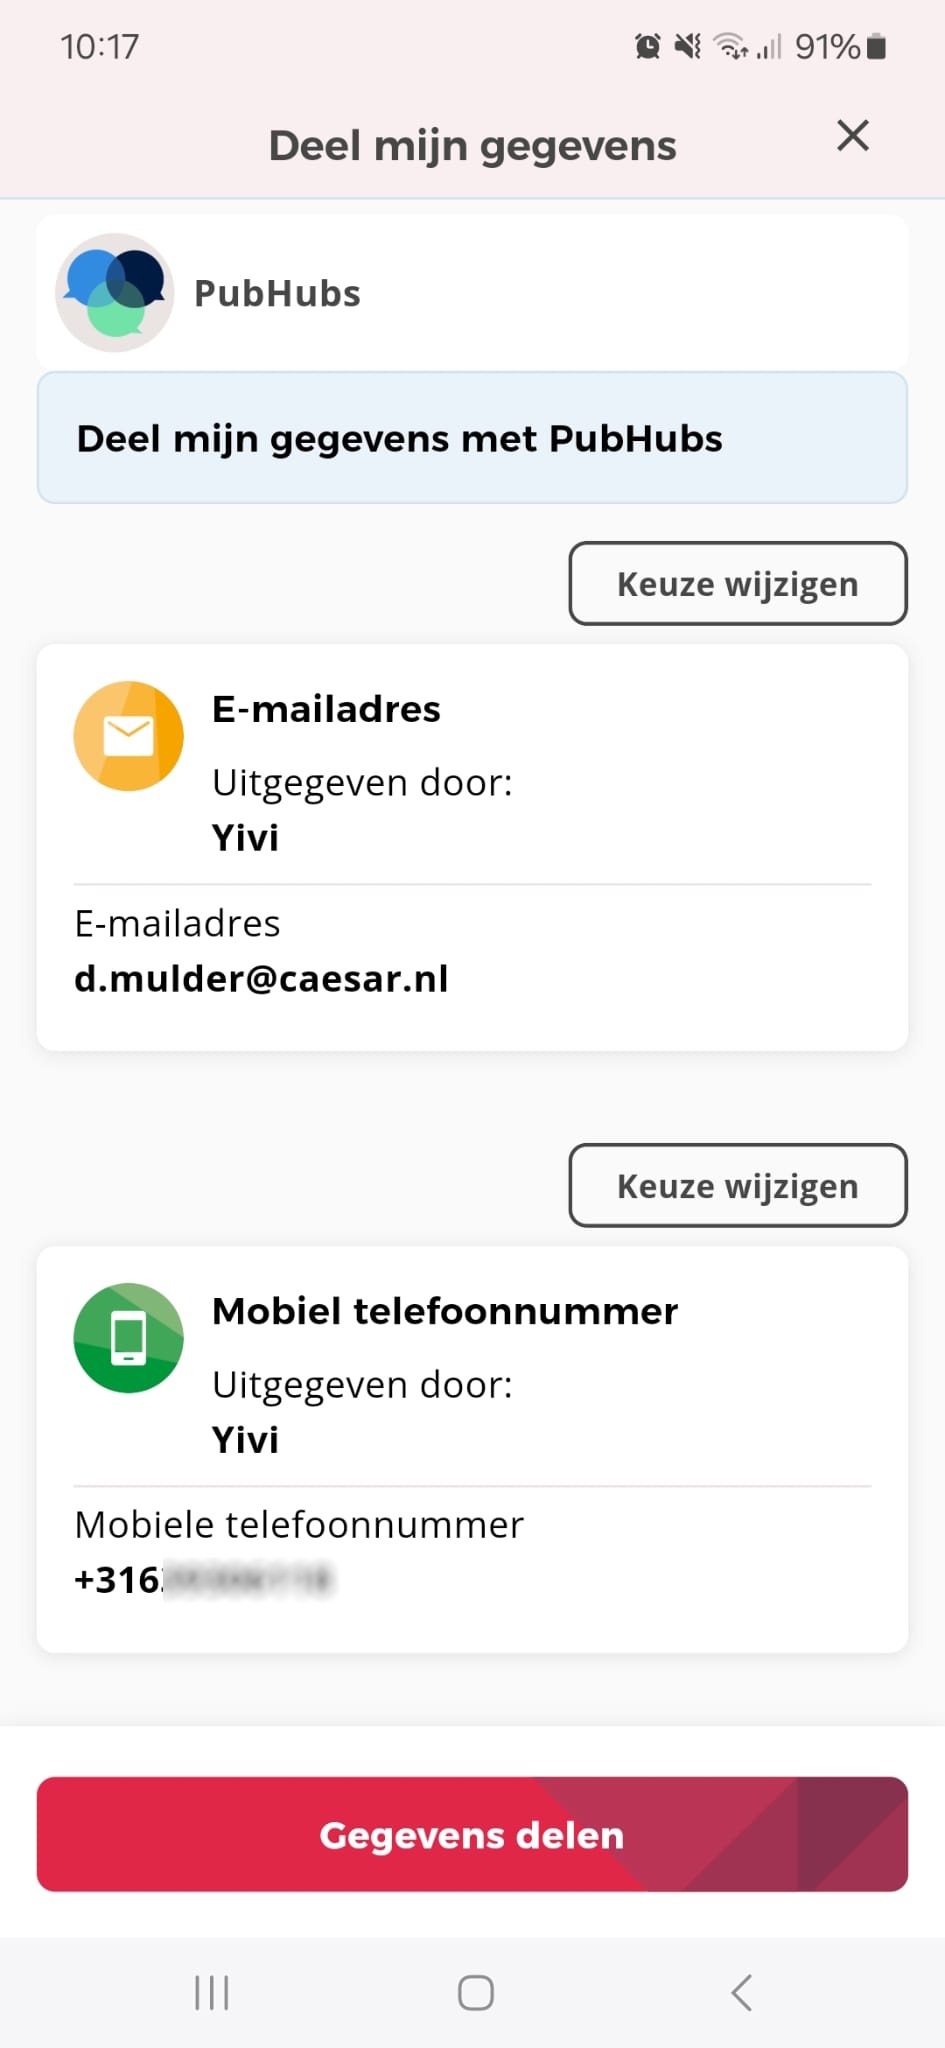 10:17
91%
Deel mijn gegevens
PubHubs
Deel mijn gegevens met PubHubs
Keuze wijzigen
E-mailadres
Uitgegeven door:
Yivi
E-mailadres
d.mulder@caesar.nl
Keuze wijzigen
Mobiel telefoonnummer
Uitgegeven door:
Yivi
Mobiele telefoonnummer
+316
Gegevens delen